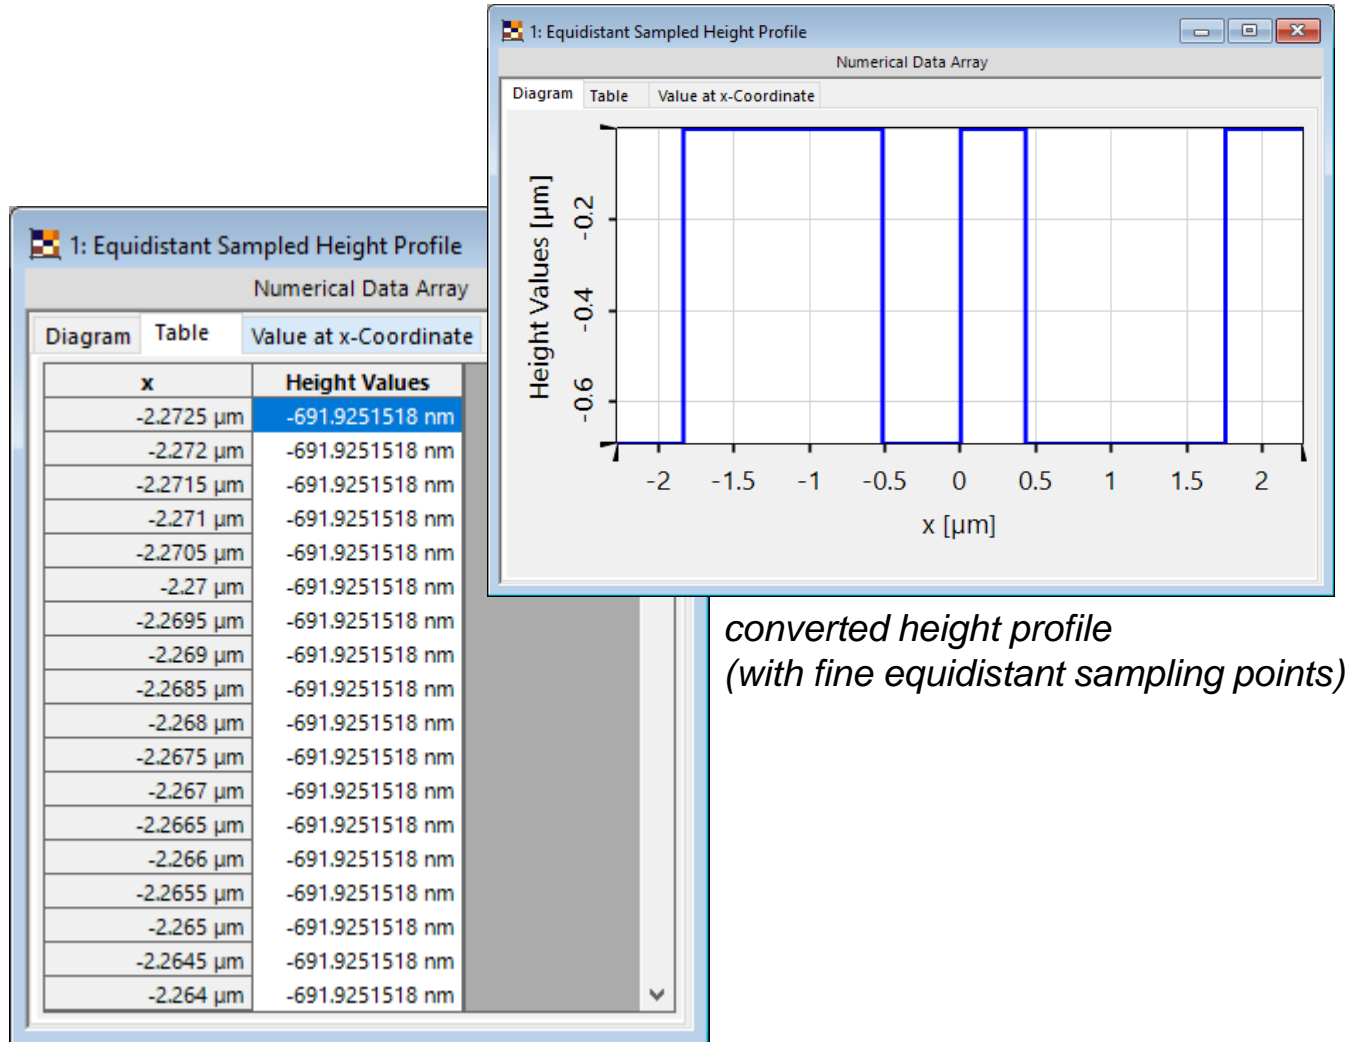 1: Equidistant Sampled Height Profile
Numerical Data Array
Diagram Table Value at x-Coordinate
Height Values [µm]
-0.2
-0.4
-0.6
-2 -1.5 -1 -0.5 0 0.5 1 1.5 2
x [µm]
1: Equidistant Sampled Height Profile
Numerical Data Array
Diagram Table Value at x-Coordinate
x Height Values
-2.2725 µm -691.9251518 nm
-2.272 µm -691.9251518 nm
-2.2715 µm -691.9251518 nm
-2.271 µm -691.9251518 nm
-2.2705 µm -691.9251518 nm
-2.27 µm -691.9251518 nm
-2.2695 µm -691.9251518 nm
-2.269 µm -691.9251518 nm
-2.2685 µm -691.9251518 nm
-2.268 µm -691.9251518 nm
-2.2675 µm -691.9251518 nm
-2.267 µm -691.9251518 nm
-2.2665 µm -691.9251518 nm
-2.266 µm -691.9251518 nm
-2.2655 µm -691.9251518 nm
-2.265 µm -691.9251518 nm
-2.2645 µm -691.9251518 nm
-2.264 µm -691.9251518 nm
converted height profile
(with fine equidistant sampling points)